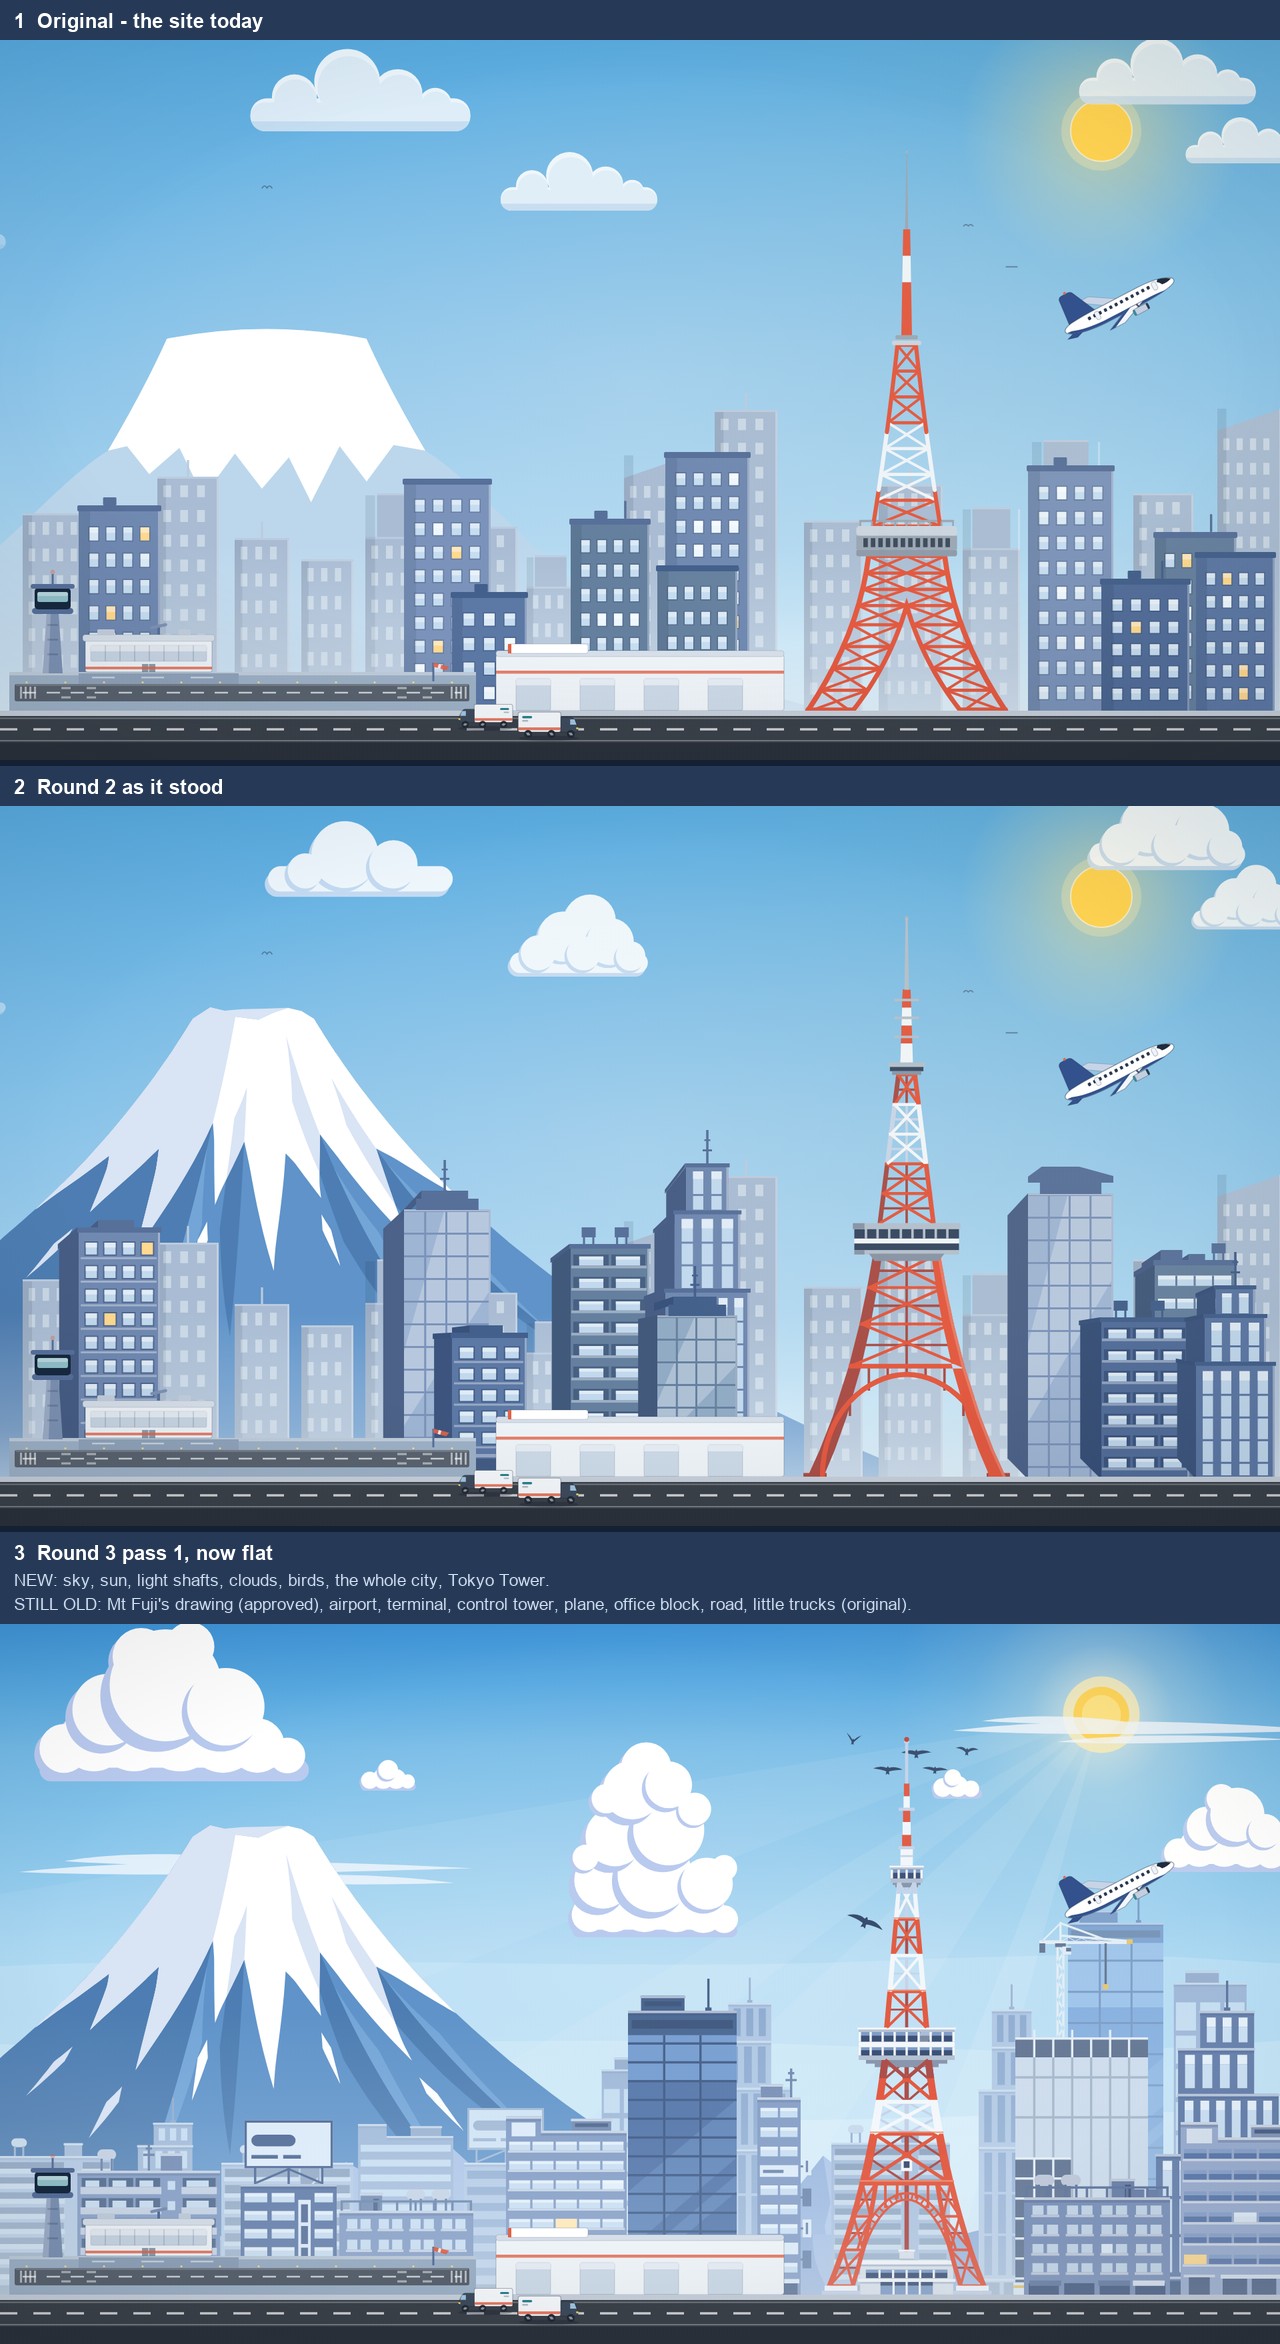 1 Original - the site today
2 Round 2 as it stood
3 Round 3 pass 1, now flat
NEW: sky, sun, light shafts, clouds, birds, the whole city, Tokyo Tower.
STILL OLD: Mt Fuji's drawing (approved), airport, terminal, control tower, plane, office block, road, little trucks (original).